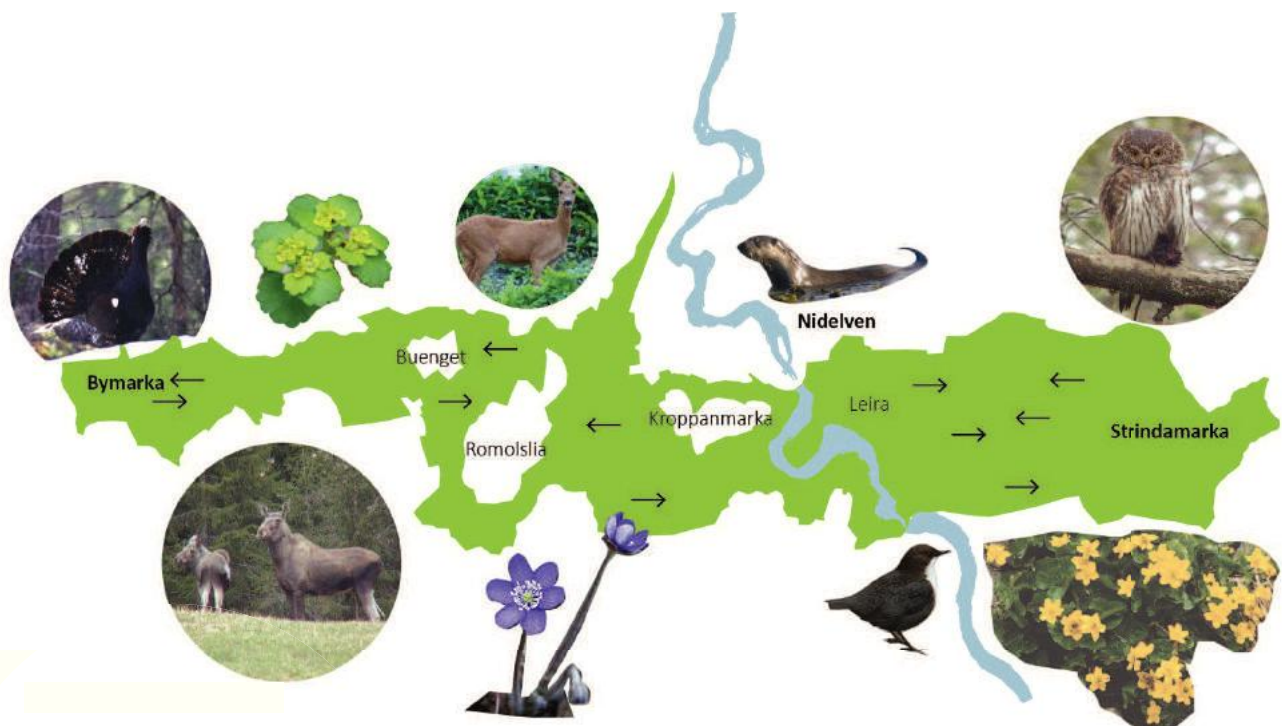 Nidelven
Buenget
Bymarka
Leira
Kroppanmarka
Romolslia
Strindamarka